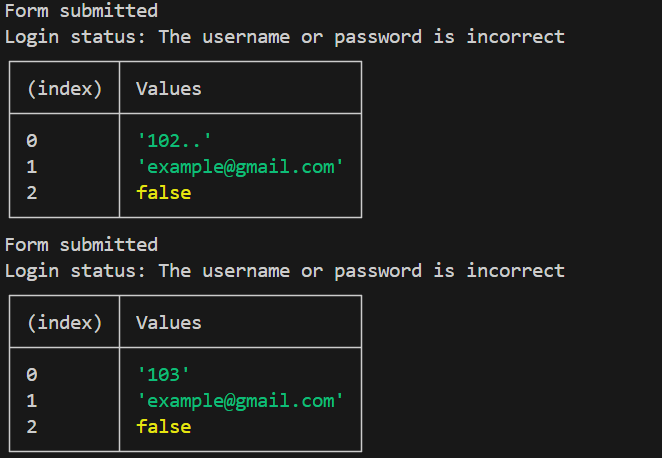 Form submitted
Login status: The username or password is incorrect
(index) Values
0 '102..'
1 'example@gmail.com'
2 false
Form submitted
Login status: The username or password is incorrect
(index) Values
0 '103'
1 'example@gmail.com'
2 false